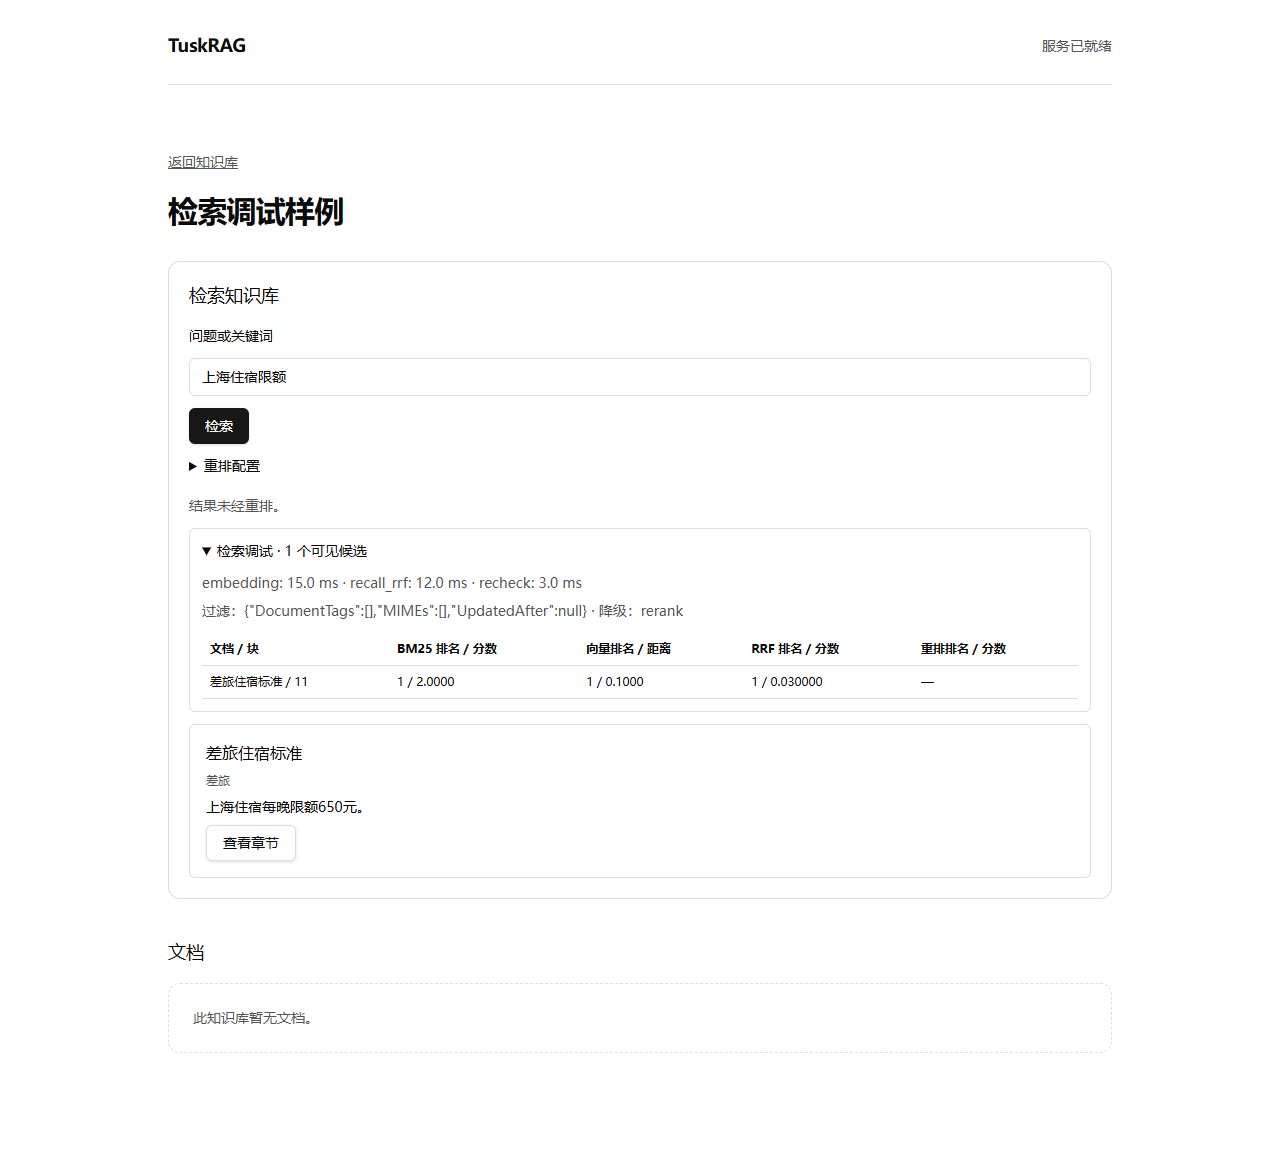 TuskRAG
服务已就绪
返回知识库
检索调试样例
检索知识库
问题或关键词
上海住宿限额
检索
重排配置
结果未经重排。
检索调试 · 1 个可见候选
embedding: 15.0 ms · recall_rrf: 12.0 ms · recheck: 3.0 ms
过滤：{"DocumentTags":[],"MIMEs":[],"UpdatedAfter":null} · 降级：rerank
文档 / 块 BM25 排名 / 分数 向量排名 / 距离 RRF 排名 / 分数 重排排名 / 分数
差旅住宿标准 / 11 1 / 2.0000 1 / 0.1000 1 / 0.030000 —
差旅住宿标准
差旅
上海住宿每晚限额650元。
查看章节
文档
此知识库暂无文档。